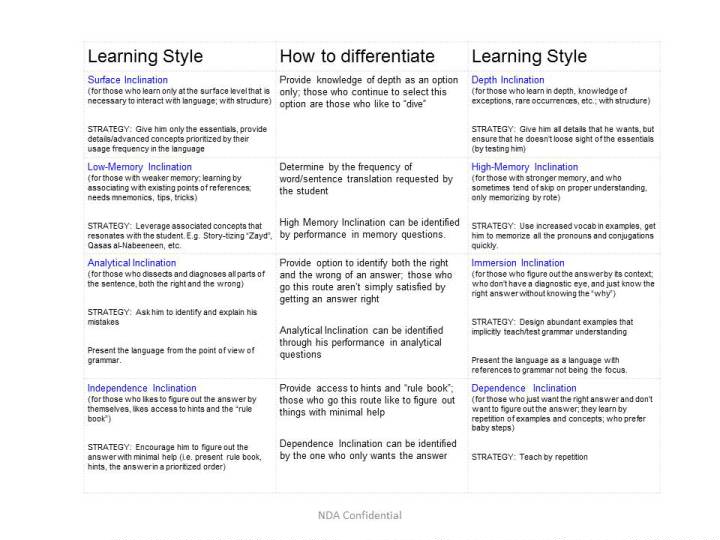 Learning Style
How to differentiate
Learning Style
Surface Inclination
(for those who learn only at the surface level that is
necessary to interact with language; with structure)
STRATEGY: Give him only the essentials, provide
details/advanced concepts prioritized by their
usage frequency in the language
Provide knowledge of depth as an option
only; those who continue to select this
option are those who like to “dive”
Depth Inclination
(for those who learn in depth, knowledge of
exceptions, rare occurrences, etc.; with structure)
STRATEGY: Give him all details that he wants, but
ensure that he doesn't loose sight of the essentials
(by testing him)
Low-Memory Inclination
(for those with weaker memory; learning by
associating with existing points of references;
needs mnemonics, tips, tricks)
STRATEGY: Leverage associated concepts that
resonates with the student. E.g. Story-tizing “Zayd”,
Qasas al-Nabeeneen, etc.
Determine by the frequency of
word/sentence translation requested by
the student
High Memory Inclination can be identified
by performance in memory questions.
High-Memory Inclination
(for those with stronger memory, and who
sometimes tend of skip on proper understanding,
only memorizing by rote)
STRATEGY: Use increased vocab in examples, get
him to memorize all the pronouns and conjugations
quickly.
Analytical Inclination
(for those who dissects and diagnoses all parts of
the sentence, both the right and the wrong)
STRATEGY: Ask him to identify and explain his
mistakes
Present the language from the point of view of
grammar.
Provide option to identify both the right
and the wrong of an answer; those who
go this route aren't simply satisfied by
getting an answer right
Analytical Inclination can be identified
through his performance in analytical
questions
Immersion Inclination
(for those who figure out the answer by its context;
who don't have a diagnostic eye, and just know the
right answer without knowing the “why”)
STRATEGY: Design abundant examples that
implicitly teach/test grammar understanding
Present the language as a language with
references to grammar not being the focus.
Independence Inclination
(for those who likes to figure out the answer by
themselves, likes access to hints and the “rule
book”)
STRATEGY: Encourage him to figure out the
answer with minimal help (i.e. present rule book,
hints, the answer in a prioritized order)
Provide access to hints and “rule book”;
those who go this route like to figure out
things with minimal help
Dependence Inclination can be identified
by the one who only wants the answer
Dependence Inclination
(for those who just want the right answer and don't
want to figure out the answer; they learn by
repetition of examples and concepts; who prefer
baby steps)
STRATEGY: Teach by repetition
NDA Confidential